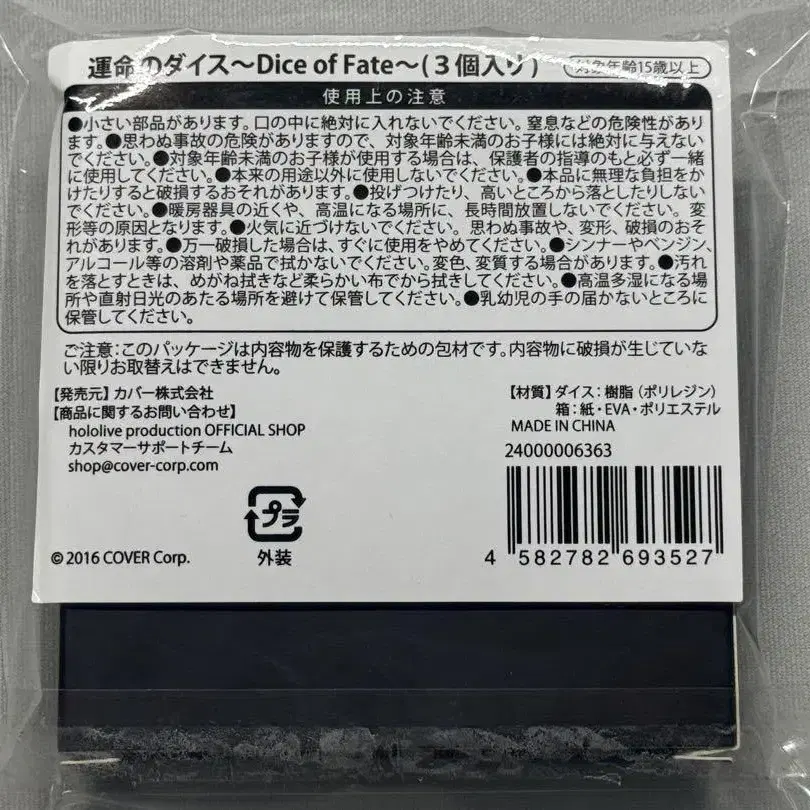 運命のダイス～Dice of Fate～(3個入り) 対象年齢15歳以上
使用上の注意
●小さい部品があります。口の中に絶対に入れないでください。窒息などの危険性があり
ます。●思わぬ事故の危険がありますので、対象年齢未満のお子様には絶対に与えない
でください。●対象年齢未満のお子様が使用する場合は、保護者の指導のもと必ず一緒
に使用してください。●本来の用途以外に使用しないでください。●本品に無理な負担をか
けたりすると破損するおそれがあります。●投げつけたり、高いところから落としたりしない
でください。●暖房器具の近くや、高温になる場所に、長時間放置しないでください。変
形等の原因となります。●火気に近づけないでください。思わぬ事故や、変形、破損のおそ
れがあります。●万一破損した場合は、すぐに使用をやめてください。●シンナーやベンジン、
アルコール等の溶剤や薬品で拭かないでください。変色、変質する場合があります。●汚れ
を落とすときは、めがね拭きなど柔らかい布でから拭きしてください。●高温多湿になる場
所や直射日光のあたる場所を避けて保管してください。●乳幼児の手の届かないところに
保管してください。
ご注意：このパッケージは内容物を保護するための包材です。内容物に破損が生じていな
い限りお取替えはできません。
【発売元】カバー株式会社
【商品に関するお問い合わせ】
hololive production OFFICIAL SHOP
カスタマーサポートチーム
shop@cover-corp.com
【材質】ダイス：樹脂（ポリレジン）
箱：紙・EVA・ポリエステル
MADE IN CHINA
24000006363
プラ
外装
© 2016 COVER Corp.
4 582782 693527